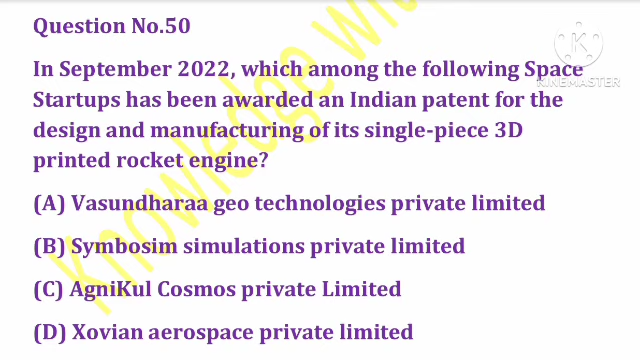 Question No.50
In September 2022, which among the following Space
Startups has been awarded an Indian patent for the
design and manufacturing of its single-piece 3D
printed rocket engine?
(A) Vasundharaa geo technologies private limited
(B) Symbosim simulations private limited
(C) AgniKul Cosmos private Limited
(D) Xovian aerospace private limited
Knowledge
K
KINEMASTER